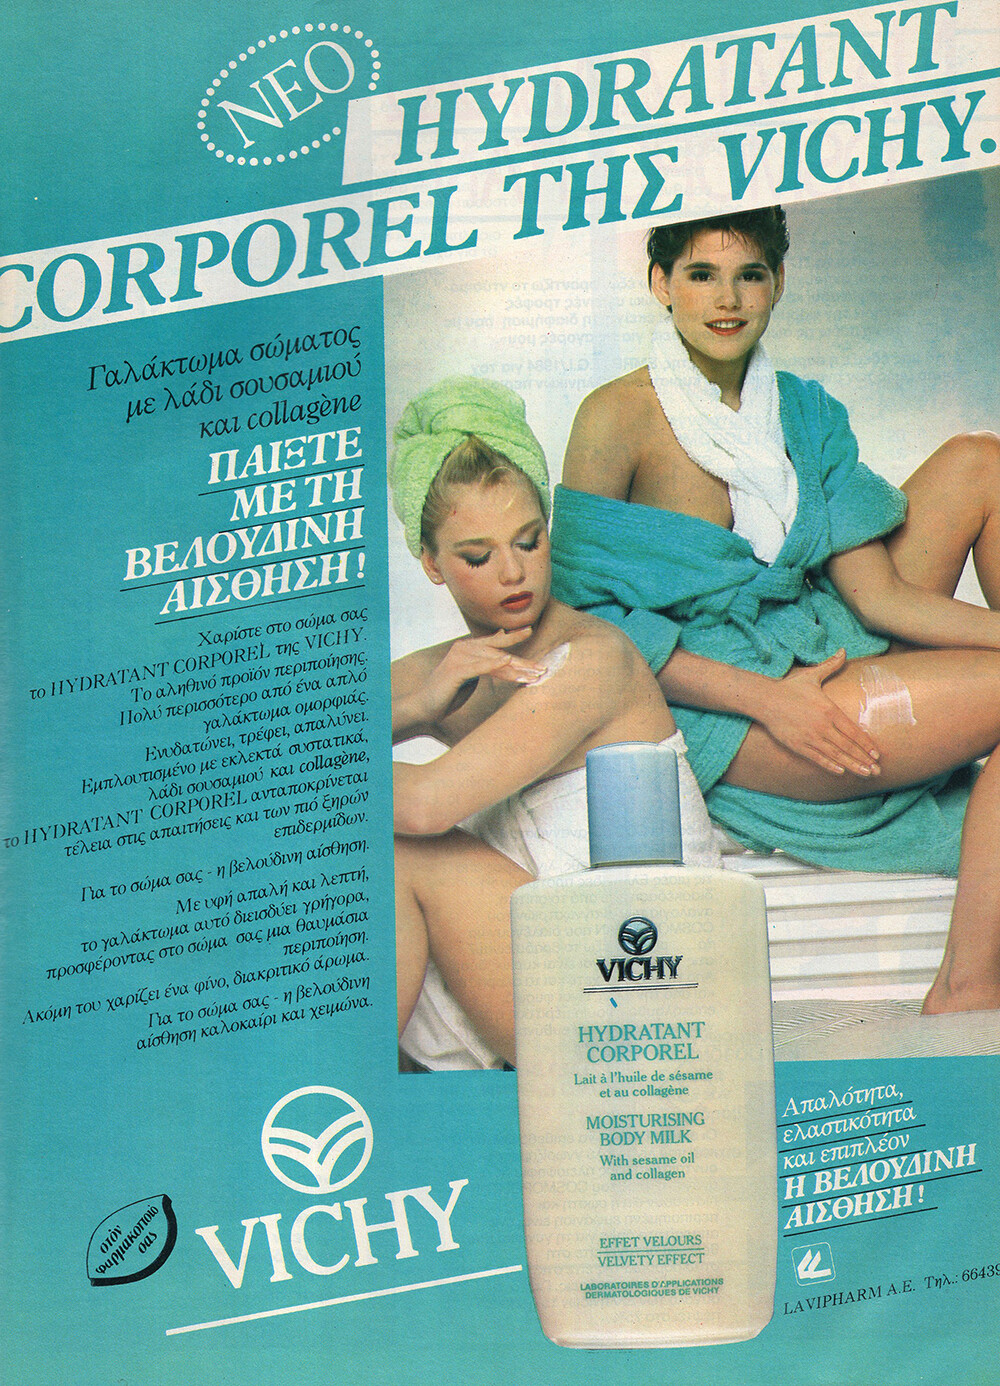 ΝΕΟ
HYDRATANT
CORPOREL ΤΗΣ VICHY.
Γαλάκτωμα σώματος
με λάδι σουσαμιού
και collagène
ΠΑΙΞΤΕ
ΜΕ ΤΗ
ΒΕΛΟΥΔΙΝΗ
ΑΙΣΘΗΣΗ!
Χαρίστε στο σώμα σας
το HYDRATANT CORPOREL της VICHY.
Το αληθινό προϊόν περιποίησης.
Πολύ περισσότερο από ένα απλό
γαλάκτωμα ομορφιάς.
Ενυδατώνει, τρέφει, απαλύνει.
Εμπλουτισμένο με εκλεκτά συστατικά,
λάδι σουσαμιού και collagène,
το HYDRATANT CORPOREL ανταποκρίνεται
τέλεια στις απαιτήσεις και των πιό ξηρών
επιδερμίδων.
Για το σώμα σας - η βελούδινη αίσθηση.
Με υφή απαλή και λεπτή,
το γαλάκτωμα αυτό διεισδύει γρήγορα,
προσφέροντας στο σώμα σας μια θαυμάσια
περιποίηση.
Ακόμη του χαρίζει ένα φίνο, διακριτικό άρωμα.
Για το σώμα σας - η βελούδινη
αίσθηση καλοκαίρι και χειμώνα.
στόν
φαρμακοποιό
σας
VICHY
VICHY
HYDRATANT
CORPOREL
Lait à l'huile de sésame
et au collagène
MOISTURISING
BODY MILK
With sesame oil
and collagen
EFFET VELOURS
VELVETY EFFECT
LABORATOIRES D'APPLICATIONS
DERMATOLOGIQUES DE VICHY
Απαλότητα,
ελαστικότητα
και επιπλέον
Η ΒΕΛΟΥΔΙΝΗ
ΑΙΣΘΗΣΗ!
LAVIPHARM A.E. Τηλ.: 66439